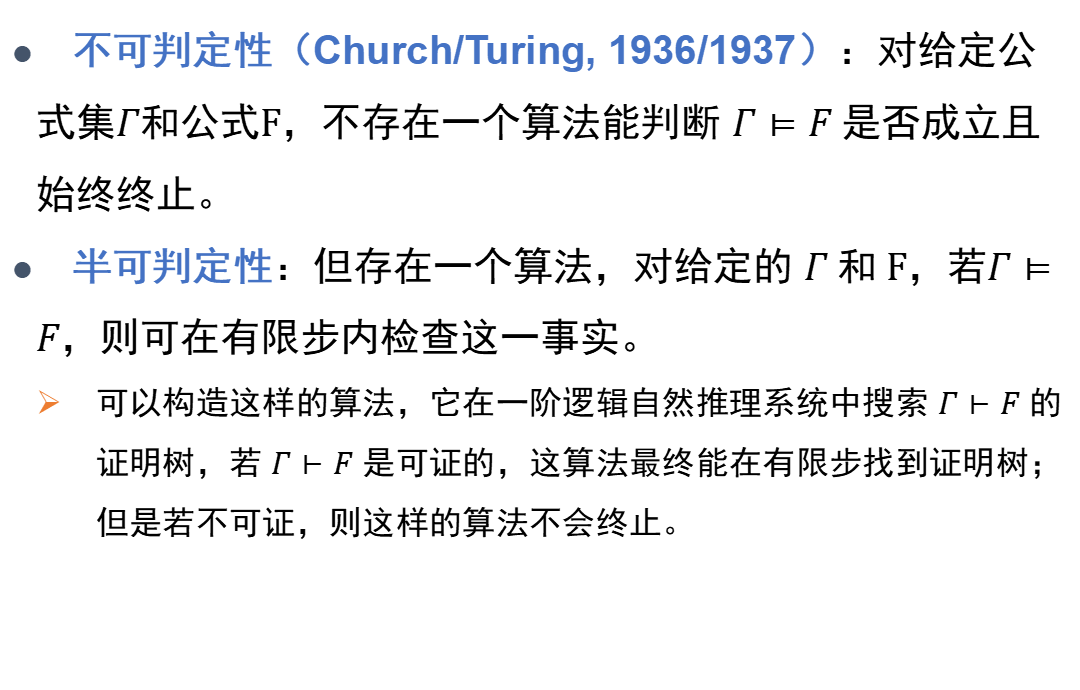 ● 不可判定性（Church/Turing, 1936/1937）：对给定公
式集𝛤和公式F，不存在一个算法能判断 𝛤 ⊨ 𝐹 是否成立且
始终终止。
● 半可判定性：但存在一个算法，对给定的 𝛤 和 F，若𝛤 ⊨
𝐹，则可在有限步内检查这一事实。
➢ 可以构造这样的算法，它在一阶逻辑自然推理系统中搜索 𝛤 ⊢ 𝐹 的
证明树，若 𝛤 ⊢ 𝐹 是可证的，这算法最终能在有限步找到证明树；
但是若不可证，则这样的算法不会终止。